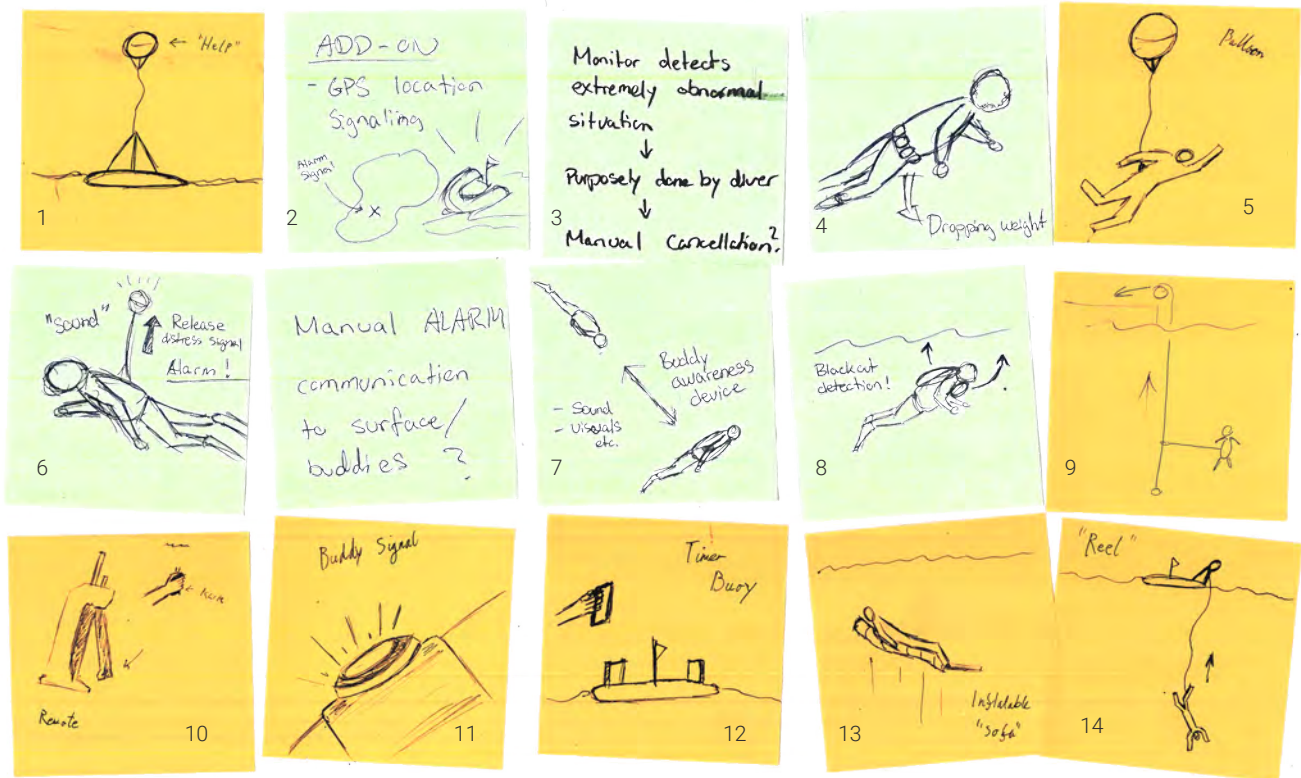 "Help"
1
ADD-ON
- GPS location
Signaling
Alarm
Signal!
X
2
Monitor detects
extremely abnormal
situation
↓
Purposely done by diver
↓
Manual Cancellation?
3
4
Dropping weight
Balloon
5
"Sound"
Release
distress signal
Alarm!
6
Manual ALARM
communication
to surface/
buddies ?
Buddy
awareness
device
- Sound
- Visuals
etc.
7
Blackout
detection!
8
9
Remote
10
Buddy Signal
11
Timer
Buoy
12
Inflatable
"Sofa"
13
"Reel"
14